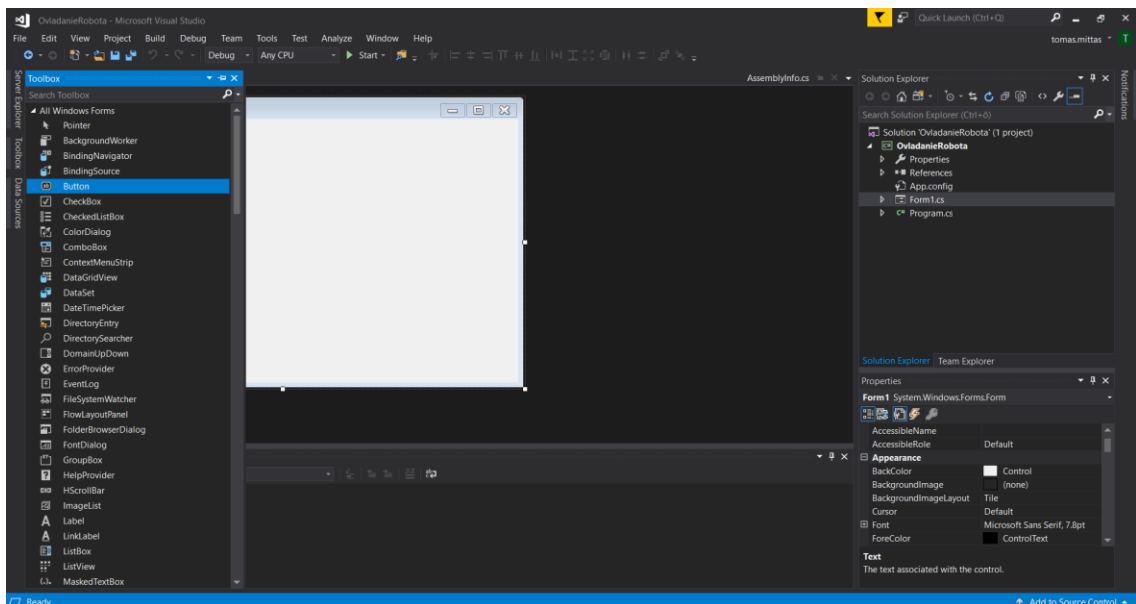 OvladanieRobota - Microsoft Visual Studio
Quick Launch (Ctrl+Q)
File Edit View Project Build Debug Team Tools Test Analyze Window Help
tomas.mittas
T
Debug Any CPU Start
Server Explorer
Toolbox
Data Sources
Toolbox
Search Toolbox
All Windows Forms
Pointer
BackgroundWorker
BindingNavigator
BindingSource
Button
CheckBox
CheckedListBox
ColorDialog
ComboBox
ContextMenuStrip
DataGridView
DataSet
DateTimePicker
DirectoryEntry
DirectorySearcher
DomainUpDown
ErrorProvider
EventLog
FileSystemWatcher
FlowLayoutPanel
FolderBrowserDialog
FontDialog
GroupBox
HelpProvider
HScrollBar
ImageList
Label
LinkLabel
ListBox
ListView
MaskedTextBox
AssemblyInfo.cs
Solution Explorer
Search Solution Explorer (Ctrl+ô)
Solution 'OvladanieRobota' (1 project)
OvladanieRobota
Properties
References
App.config
Form1.cs
Program.cs
Solution Explorer Team Explorer
Notifications
Properties
Form1 System.Windows.Forms.Form
AccessibleName
AccessibleRole Default
Appearance
BackColor Control
BackgroundImage (none)
BackgroundImageLayout Tile
Cursor Default
Font Microsoft Sans Serif, 7.8pt
ForeColor ControlText
Text
The text associated with the control.
Ready
Add to Source Control